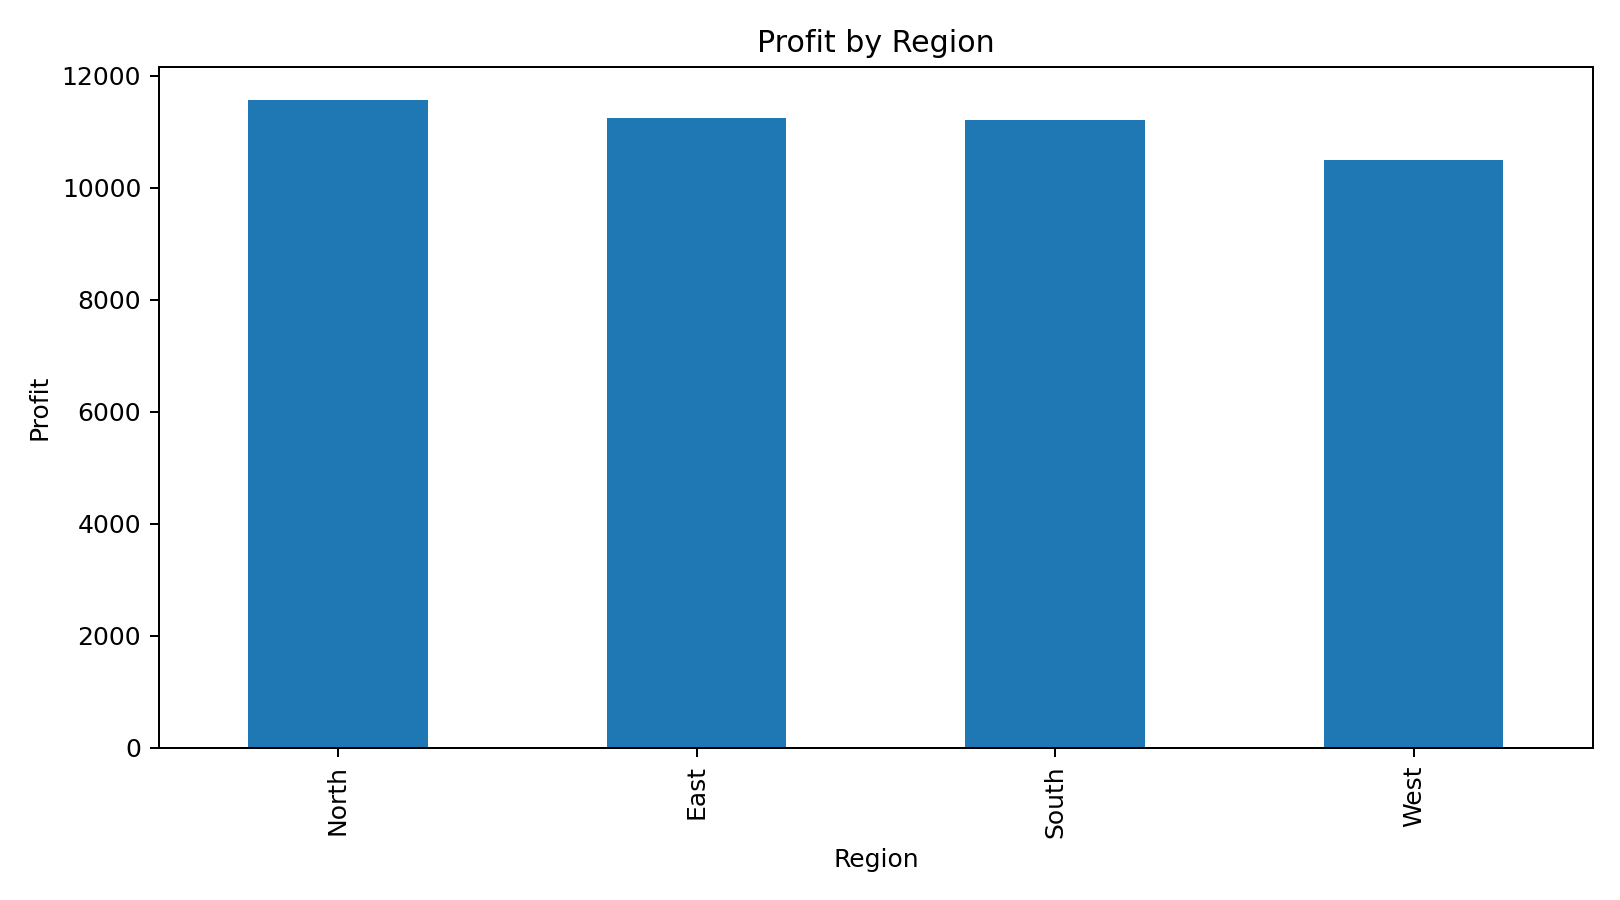 Profit by Region
12000
10000
8000
6000
4000
2000
0
Profit
North
East
South
West
Region